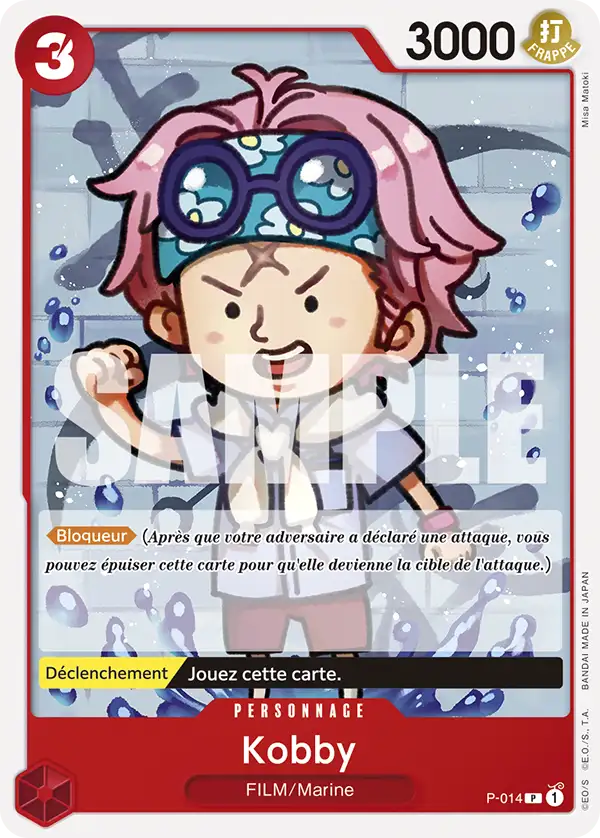 3
3000
打
FRAPPE
Misa Matoki
SAMPLE
Bloqueur (Après que votre adversaire a déclaré une attaque, vous
pouvez épuiser cette carte pour qu'elle devienne la cible de l'attaque.)
Déclenchement Jouez cette carte.
PERSONNAGE
Kobby
FILM/Marine
P-014 P 1
©EO/S ©E.O./S., T.A. BANDAI MADE IN JAPAN